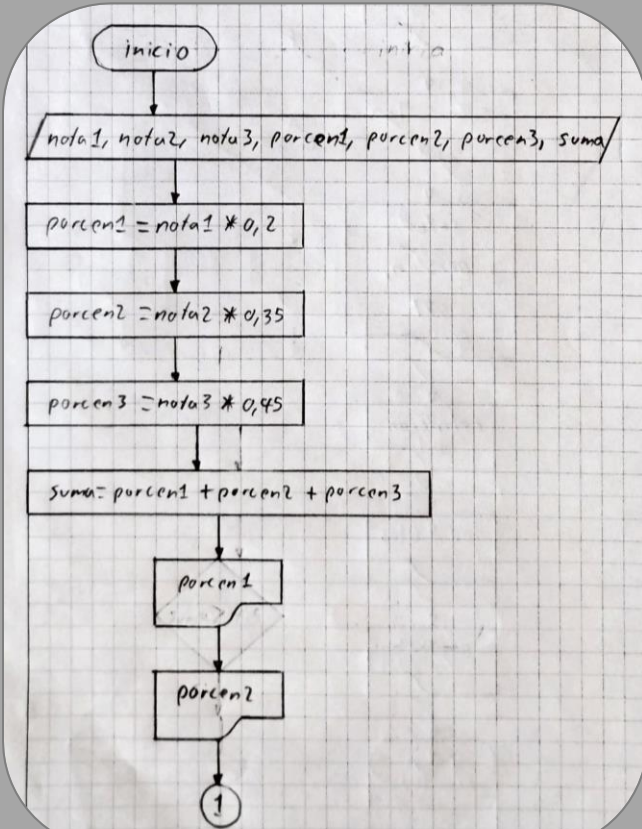 inicio
nota1, nota2, nota3, porcen1, porcen2, porcen3, suma
porcen1 = nota1 * 0,2
porcen2 = nota2 * 0,35
porcen3 = nota3 * 0,45
suma = porcen1 + porcen2 + porcen3
porcen1
porcen2
1